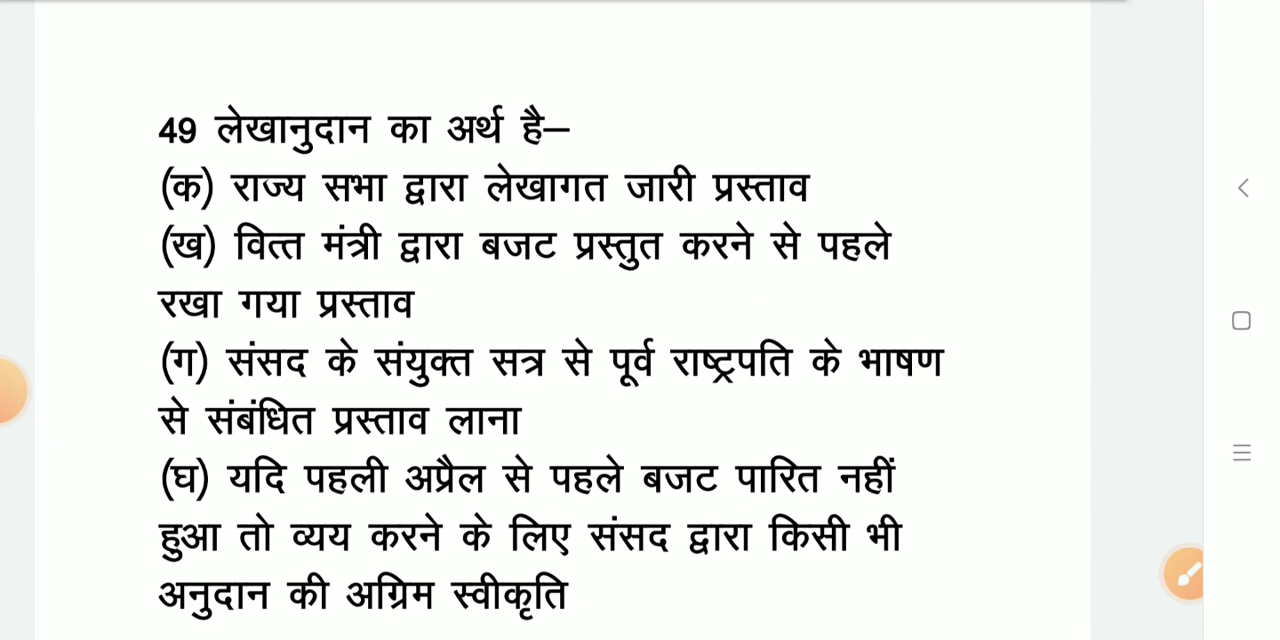 49 लेखानुदान का अर्थ है–
(क) राज्य सभा द्वारा लेखागत जारी प्रस्ताव
(ख) वित्त मंत्री द्वारा बजट प्रस्तुत करने से पहले
रखा गया प्रस्ताव
(ग) संसद के संयुक्त सत्र से पूर्व राष्ट्रपति के भाषण
से संबंधित प्रस्ताव लाना
(घ) यदि पहली अप्रैल से पहले बजट पारित नहीं
हुआ तो व्यय करने के लिए संसद द्वारा किसी भी
अनुदान की अग्रिम स्वीकृति